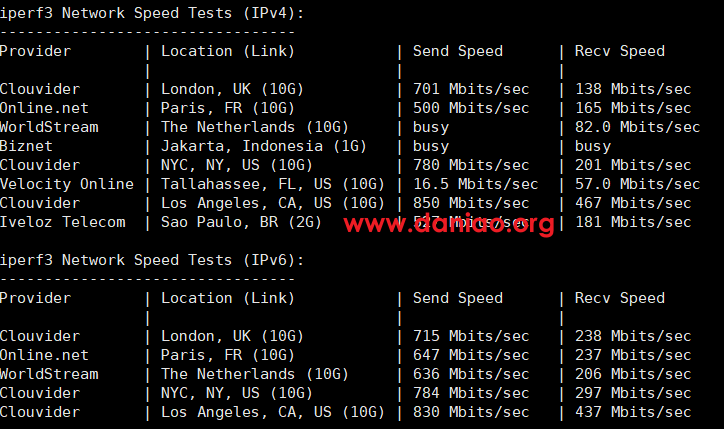 iperf3 Network Speed Tests (IPv4):
---------------------------------
Provider        | Location (Link)           | Send Speed      | Recv Speed
                |                           |                 |
Clouvider       | London, UK (10G)          | 701 Mbits/sec   | 138 Mbits/sec
Online.net      | Paris, FR (10G)           | 500 Mbits/sec   | 165 Mbits/sec
WorldStream     | The Netherlands (10G)     | busy            | 82.0 Mbits/sec
Biznet          | Jakarta, Indonesia (1G)   | busy            | busy
Clouvider       | NYC, NY, US (10G)         | 780 Mbits/sec   | 201 Mbits/sec
Velocity Online | Tallahassee, FL, US (10G) | 16.5 Mbits/sec  | 57.0 Mbits/sec
Clouvider       | Los Angeles, CA, US (10G) | 850 Mbits/sec   | 467 Mbits/sec
Iveloz Telecom  | Sao Paulo, BR (2G)        | 527 Mbits/sec   | 181 Mbits/sec
www.daniao.org
iperf3 Network Speed Tests (IPv6):
---------------------------------
Provider        | Location (Link)           | Send Speed      | Recv Speed
                |                           |                 |
Clouvider       | London, UK (10G)          | 715 Mbits/sec   | 238 Mbits/sec
Online.net      | Paris, FR (10G)           | 647 Mbits/sec   | 237 Mbits/sec
WorldStream     | The Netherlands (10G)     | 636 Mbits/sec   | 206 Mbits/sec
Clouvider       | NYC, NY, US (10G)         | 784 Mbits/sec   | 297 Mbits/sec
Clouvider       | Los Angeles, CA, US (10G) | 830 Mbits/sec   | 437 Mbits/sec